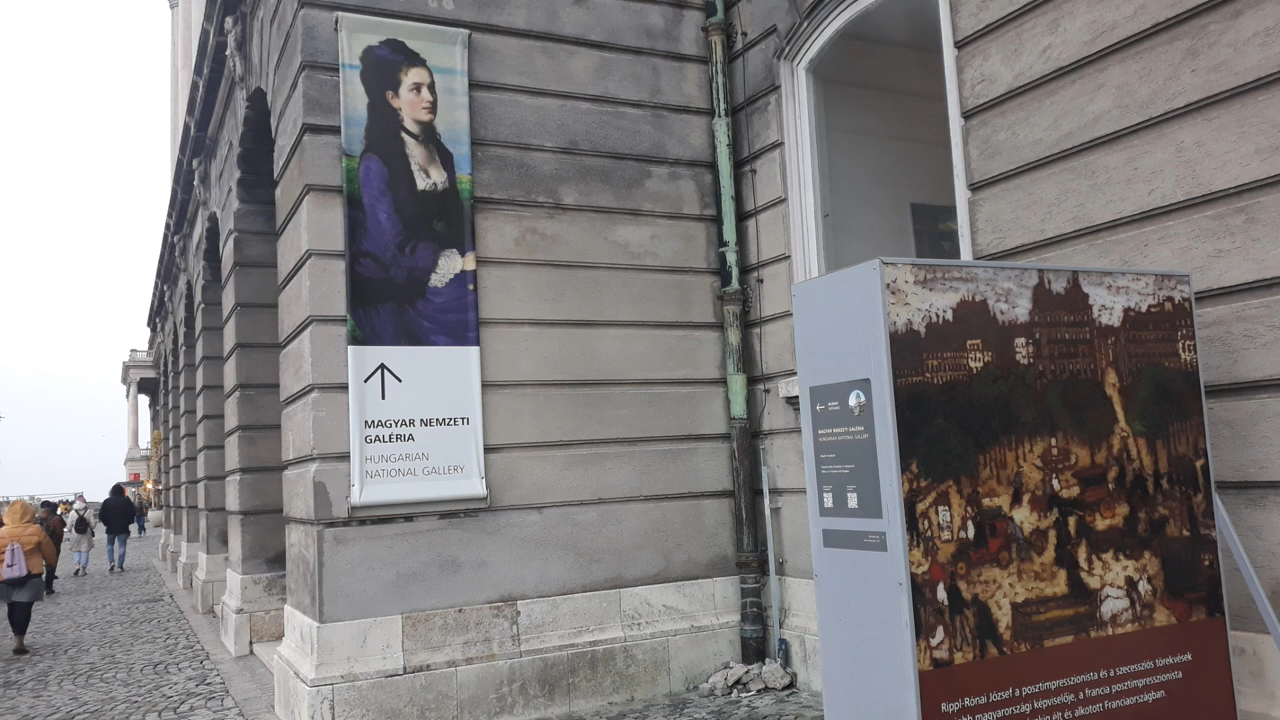 MAGYAR NEMZETI
GALÉRIA
HUNGARIAN
NATIONAL GALLERY
MAGYAR NEMZETI GALÉRIA
HUNGARIAN NATIONAL GALLERY
Rippl-Rónai József a posztimpresszionista és a szecessziós törekvések
magyarországi képviselője, a francia posztimpresszionista
élt és alkotott Franciaországban.